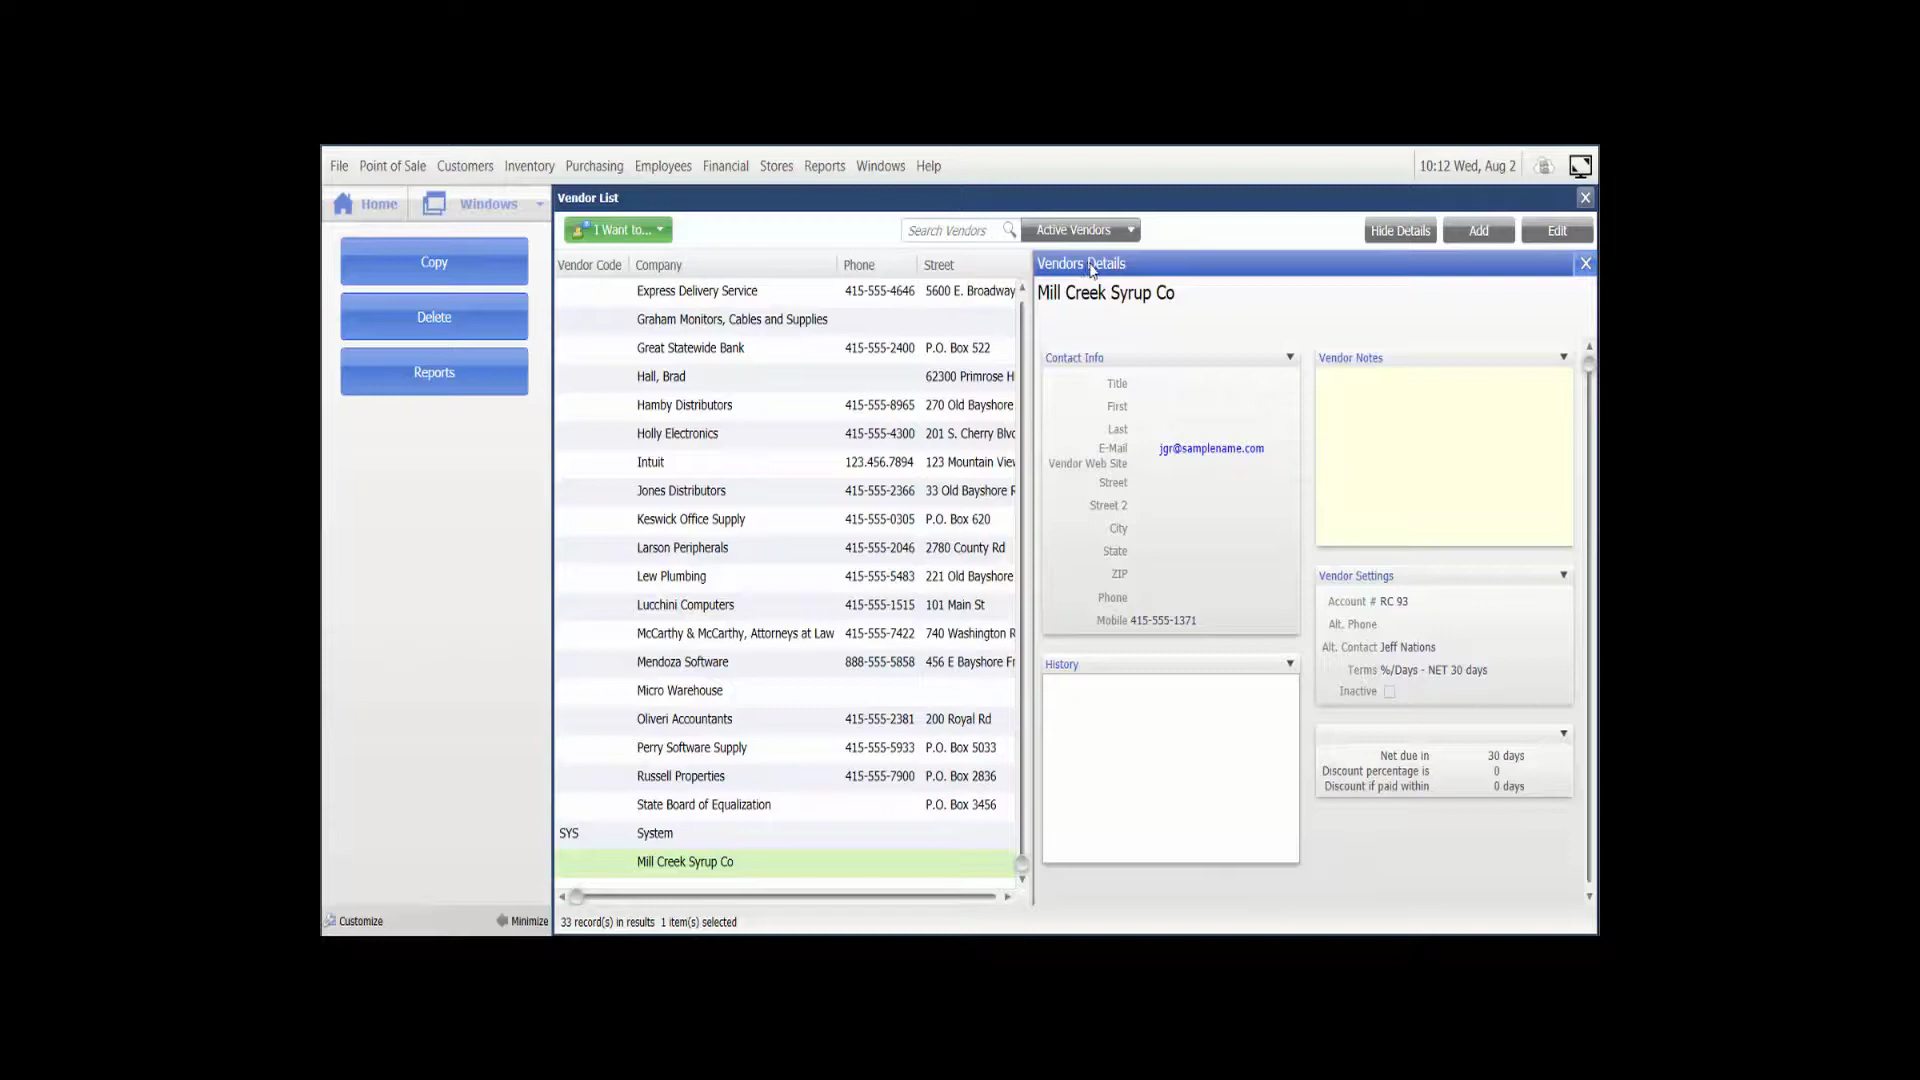 File Point of Sale Customers Inventory Purchasing Employees Financial Stores Reports Windows Help 10:12 Wed, Aug 2
Home Windows
Vendor List
I Want to... Search Vendors Active Vendors Hide Details Add Edit
Copy
Delete
Reports
Customize Minimize
Vendor Code Company Phone Street
Express Delivery Service 415-555-4646 5600 E. Broadway
Graham Monitors, Cables and Supplies
Great Statewide Bank 415-555-2400 P.O. Box 522
Hall, Brad 62300 Primrose H
Hamby Distributors 415-555-8965 270 Old Bayshore
Holly Electronics 415-555-4300 201 S. Cherry Blvd
Intuit 123.456.7894 123 Mountain View
Jones Distributors 415-555-2366 33 Old Bayshore R
Keswick Office Supply 415-555-0305 P.O. Box 620
Larson Peripherals 415-555-2046 2780 County Rd
Lew Plumbing 415-555-5483 221 Old Bayshore
Lucchini Computers 415-555-1515 101 Main St
McCarthy & McCarthy, Attorneys at Law 415-555-7422 740 Washington R
Mendoza Software 888-555-5858 456 E Bayshore Fr
Micro Warehouse
Oliveri Accountants 415-555-2381 200 Royal Rd
Perry Software Supply 415-555-5933 P.O. Box 5033
Russell Properties 415-555-7900 P.O. Box 2836
State Board of Equalization P.O. Box 3456
SYS System
Mill Creek Syrup Co
33 record(s) in results 1 item(s) selected
Vendors Details
Mill Creek Syrup Co
Contact Info
Title
First
Last
E-Mail jgr@samplename.com
Vendor Web Site
Street
Street 2
City
State
ZIP
Phone
Mobile 415-555-1371
History
Vendor Notes
Vendor Settings
Account # RC 93
Alt. Phone
Alt. Contact Jeff Nations
Terms %/Days - NET 30 days
Inactive
Net due in 30 days
Discount percentage is 0
Discount if paid within 0 days